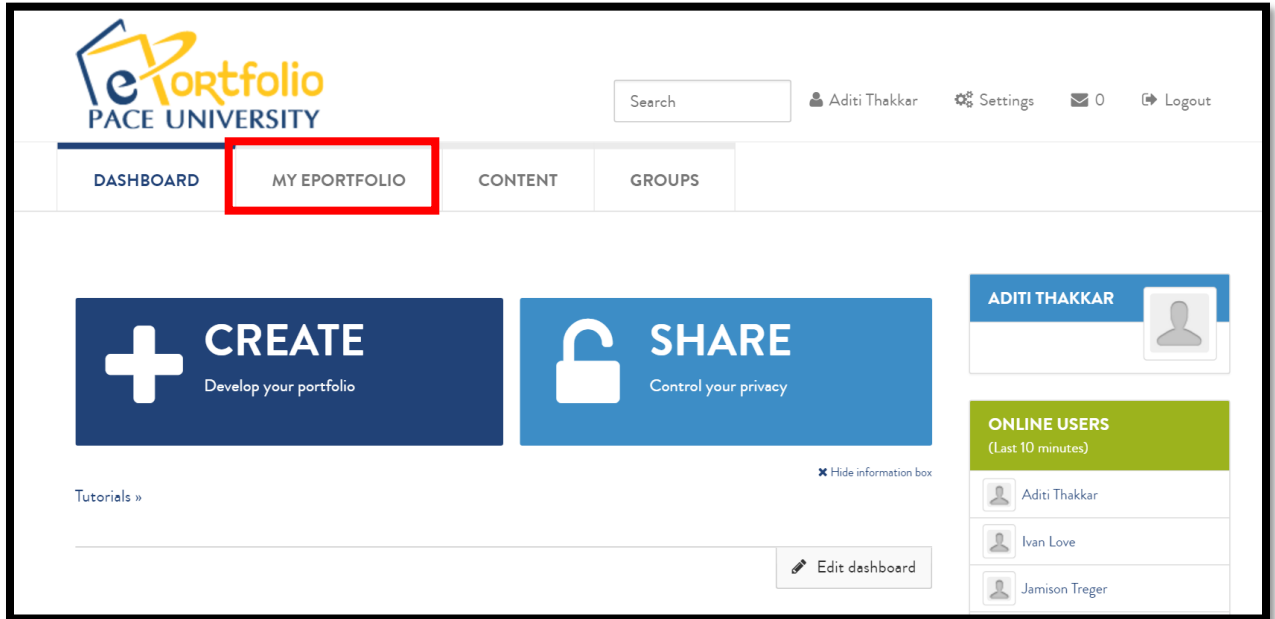 ePortfolio
PACE UNIVERSITY
Search
Aditi Thakkar
Settings
0
Logout
DASHBOARD
MY EPORTFOLIO
CONTENT
GROUPS
CREATE
Develop your portfolio
SHARE
Control your privacy
Hide information box
Tutorials »
Edit dashboard
ADITI THAKKAR
ONLINE USERS
(Last 10 minutes)
Aditi Thakkar
Ivan Love
Jamison Treger